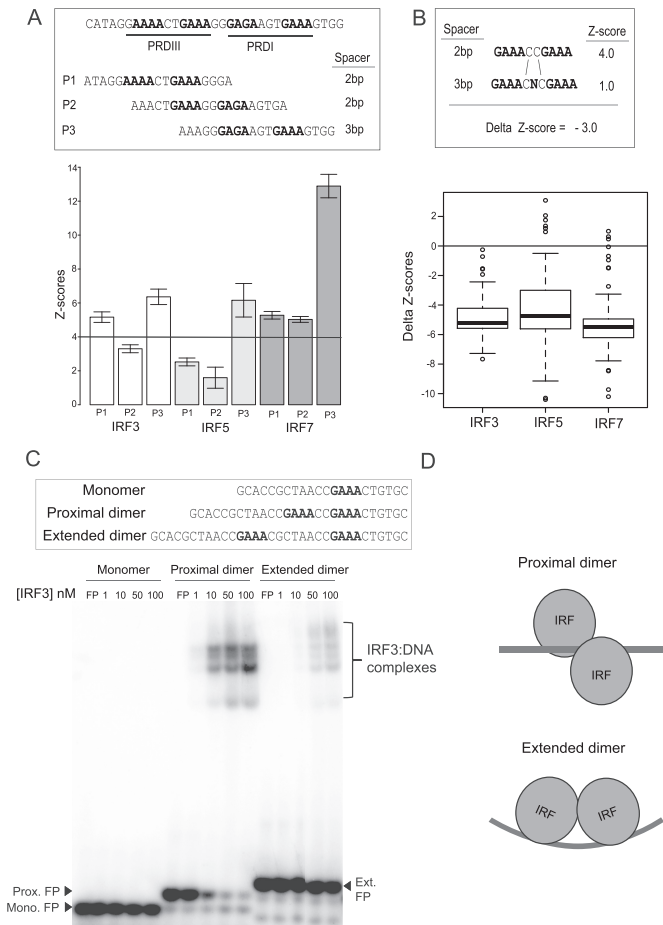 A
CATAGGAAAACTGAAAGGGAGAAGTGAAAGTGG
PRDIII PRDI
Spacer
P1 ATAGGAAAACTGAAAGGGA 2bp
P2 AAACTGAAAGGGAGAAGTGA 2bp
P3 AAAGGGAGAAGTGAAAGTGG 3bp
Z-scores
14
12
10
8
6
4
2
0
P1 P2 P3 P1 P2 P3 P1 P2 P3
IRF3 IRF5 IRF7
B
Spacer Z-score
2bp GAAACCGAAA 4.0
3bp GAAACNCGAAA 1.0
Delta Z-score = - 3.0
Delta Z-scores
2
0
-2
-4
-6
-8
-10
IRF3 IRF5 IRF7
C
Monomer GCACCGCTAACCGAAACTGTGC
Proximal dimer GCACCGCTAACCGAAACCGAAACTGTGC
Extended dimer GCACGCTAACCGAAACGCTAACCGAAACTGTGC
Monomer Proximal dimer Extended dimer
[IRF3] nM FP 1 10 50 100 FP 1 10 50 100 FP 1 10 50 100
IRF3:DNA
complexes
Prox. FP
Mono. FP
Ext.
FP
D
Proximal dimer
IRF
IRF
Extended dimer
IRF IRF